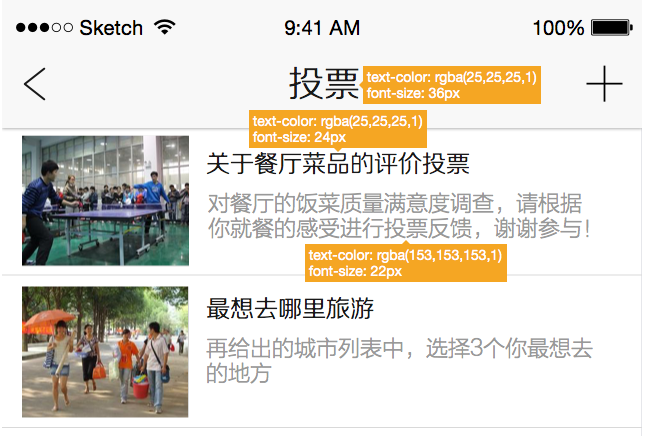 Sketch 9:41 AM 100%
投票
text-color: rgba(25,25,25,1)
font-size: 36px
text-color: rgba(25,25,25,1)
font-size: 24px
关于餐厅菜品的评价投票
对餐厅的饭菜质量满意度调查，请根据
你就餐的感受进行投票反馈，谢谢参与！
text-color: rgba(153,153,153,1)
font-size: 22px
最想去哪里旅游
再给出的城市列表中，选择3个你最想去
的地方